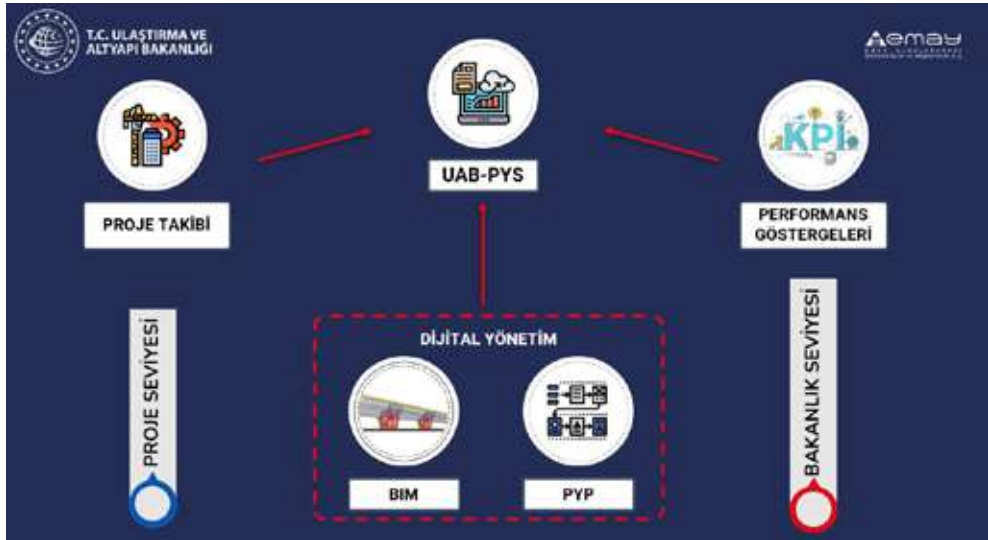 T.C. ULAŞTIRMA VE
ALTYAPI BAKANLIĞI
emay
UAB-PYS
KPI
PROJE TAKİBİ
PERFORMANS
GÖSTERGELERİ
PROJE SEVİYESİ
BAKANLIK SEVİYESİ
DİJİTAL YÖNETİM
BIM
PYP